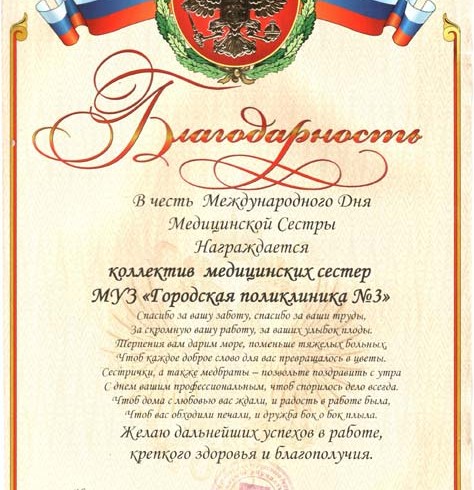 Благодарность
В честь Международного Дня
Медицинской Сестры
Награждается
коллектив медицинских сестер
МУЗ «Городская поликлиника №3»
Спасибо за вашу заботу, спасибо за ваши труды,
За скромную вашу работу, за ваших улыбок плоды.
Терпения вам дарим море, поменьше тяжелых больных,
Чтоб каждое доброе слово для вас превращалось в цветы.
Сестрички, а также медбраты – позвольте поздравить с утра
С днем вашим профессиональным, чтоб спорилось дело всегда.
Чтоб дома с любовью вас ждали, и радость в работе была,
Чтоб вас обходили печали, и дружба бок о бок плыла.
Желаю дальнейших успехов в работе,
крепкого здоровья и благополучия.